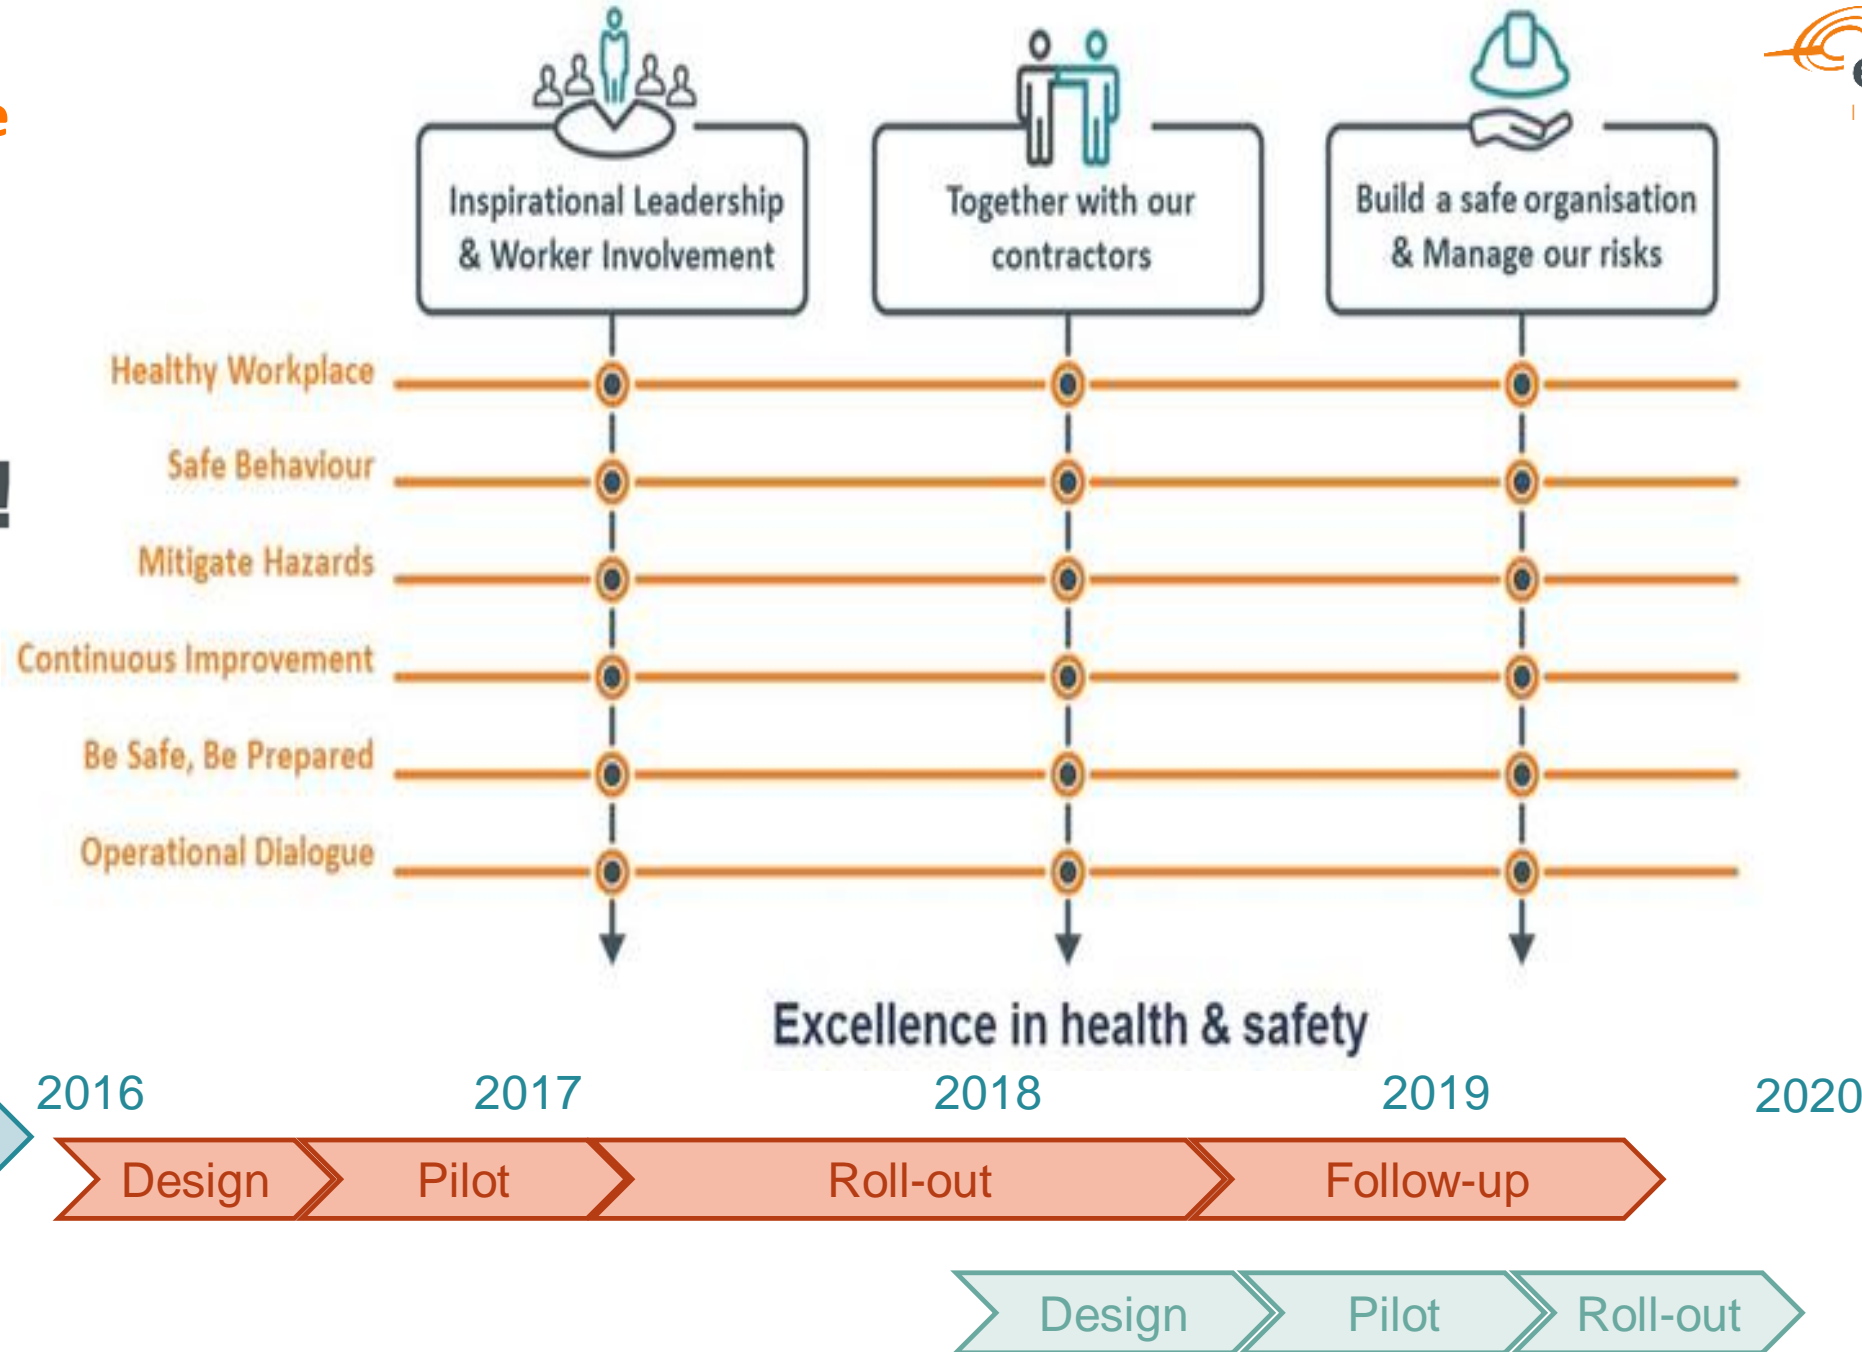 e
Inspirational Leadership
& Worker Involvement
Together with our
contractors
Build a safe organisation
& Manage our risks
Healthy Workplace
Safe Behaviour
!
Mitigate Hazards
Continuous Improvement
Be Safe, Be Prepared
Operational Dialogue
Excellence in health & safety
2016 2017 2018 2019 2020
Design Pilot Roll-out Follow-up
Design Pilot Roll-out